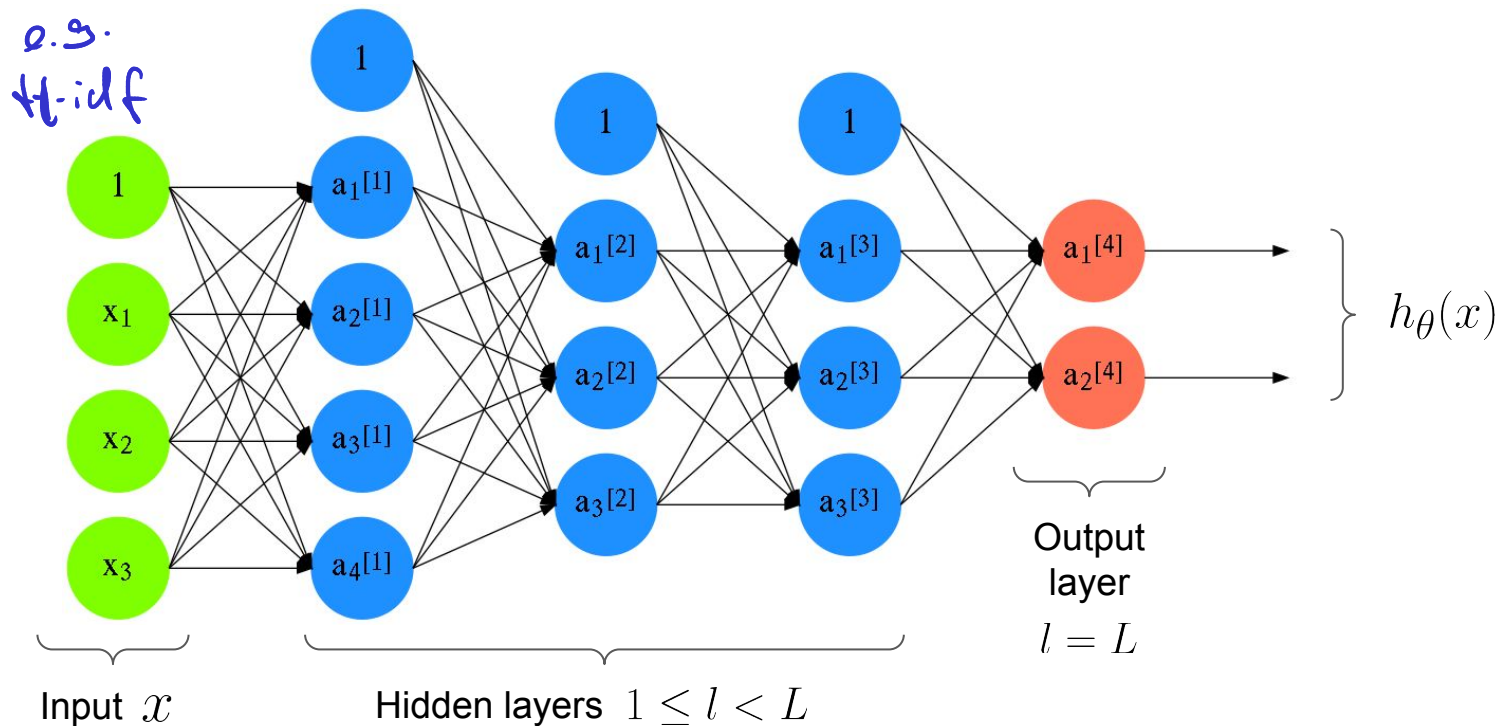 e.g.
tf-idf
1
x₁
x₂
x₃
1
a₁[1]
a₂[1]
a₃[1]
a₄[1]
1
a₁[2]
a₂[2]
a₃[2]
1
a₁[3]
a₂[3]
a₃[3]
a₁[4]
a₂[4]
h_θ(x)
Output
layer
l = L
Input x
Hidden layers 1 ≤ l < L